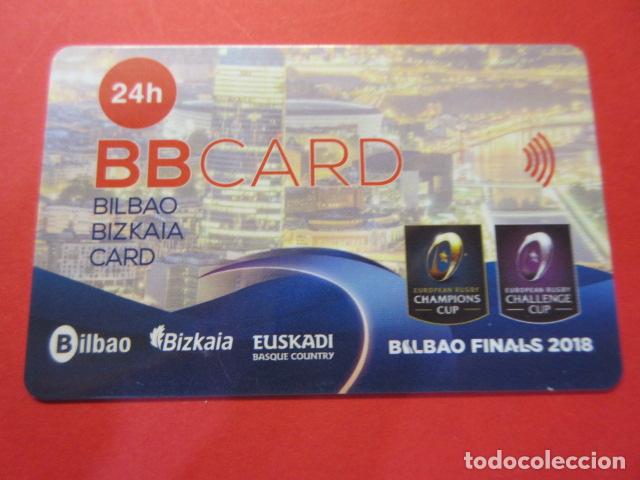 24h
BBCARD
BILBAO
BIZKAIA
CARD
EUROPEAN RUGBY
CHAMPIONS
CUP
EUROPEAN RUGBY
CHALLENGE
CUP
Bilbao
Bizkaia
EUSKADI
BASQUE COUNTRY
BILBAO FINALS 2018
todocoleccion.net